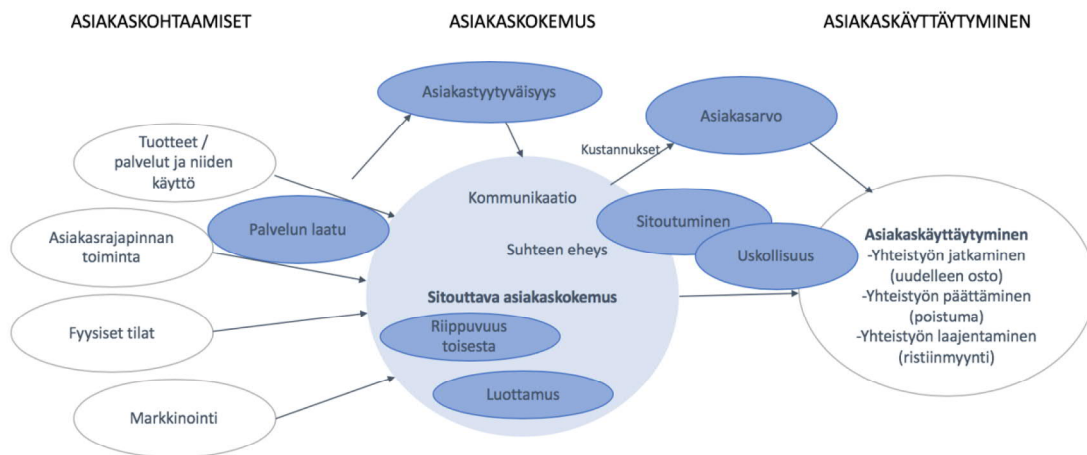 ASIAKASKOHTAAMISET
ASIAKASKOKEMUS
ASIAKASKÄYTTÄYTYMINEN
Tuotteet /
palvelut ja niiden
käyttö
Palvelun laatu
Asiakasrajapinnan
toiminta
Fyysiset tilat
Markkinointi
Asiakastyytyväisyys
Kommunikaatio
Suhteen eheys
Sitouttava asiakaskokemus
Riippuvuus
toisesta
Luottamus
Kustannukset
Asiakasarvo
Sitoutuminen
Uskollisuus
Asiakaskäyttäytyminen
-Yhteistyön jatkaminen
(uudelleen osto)
-Yhteistyön päättäminen
(poistuma)
-Yhteistyön laajentaminen
(ristiinmyynti)